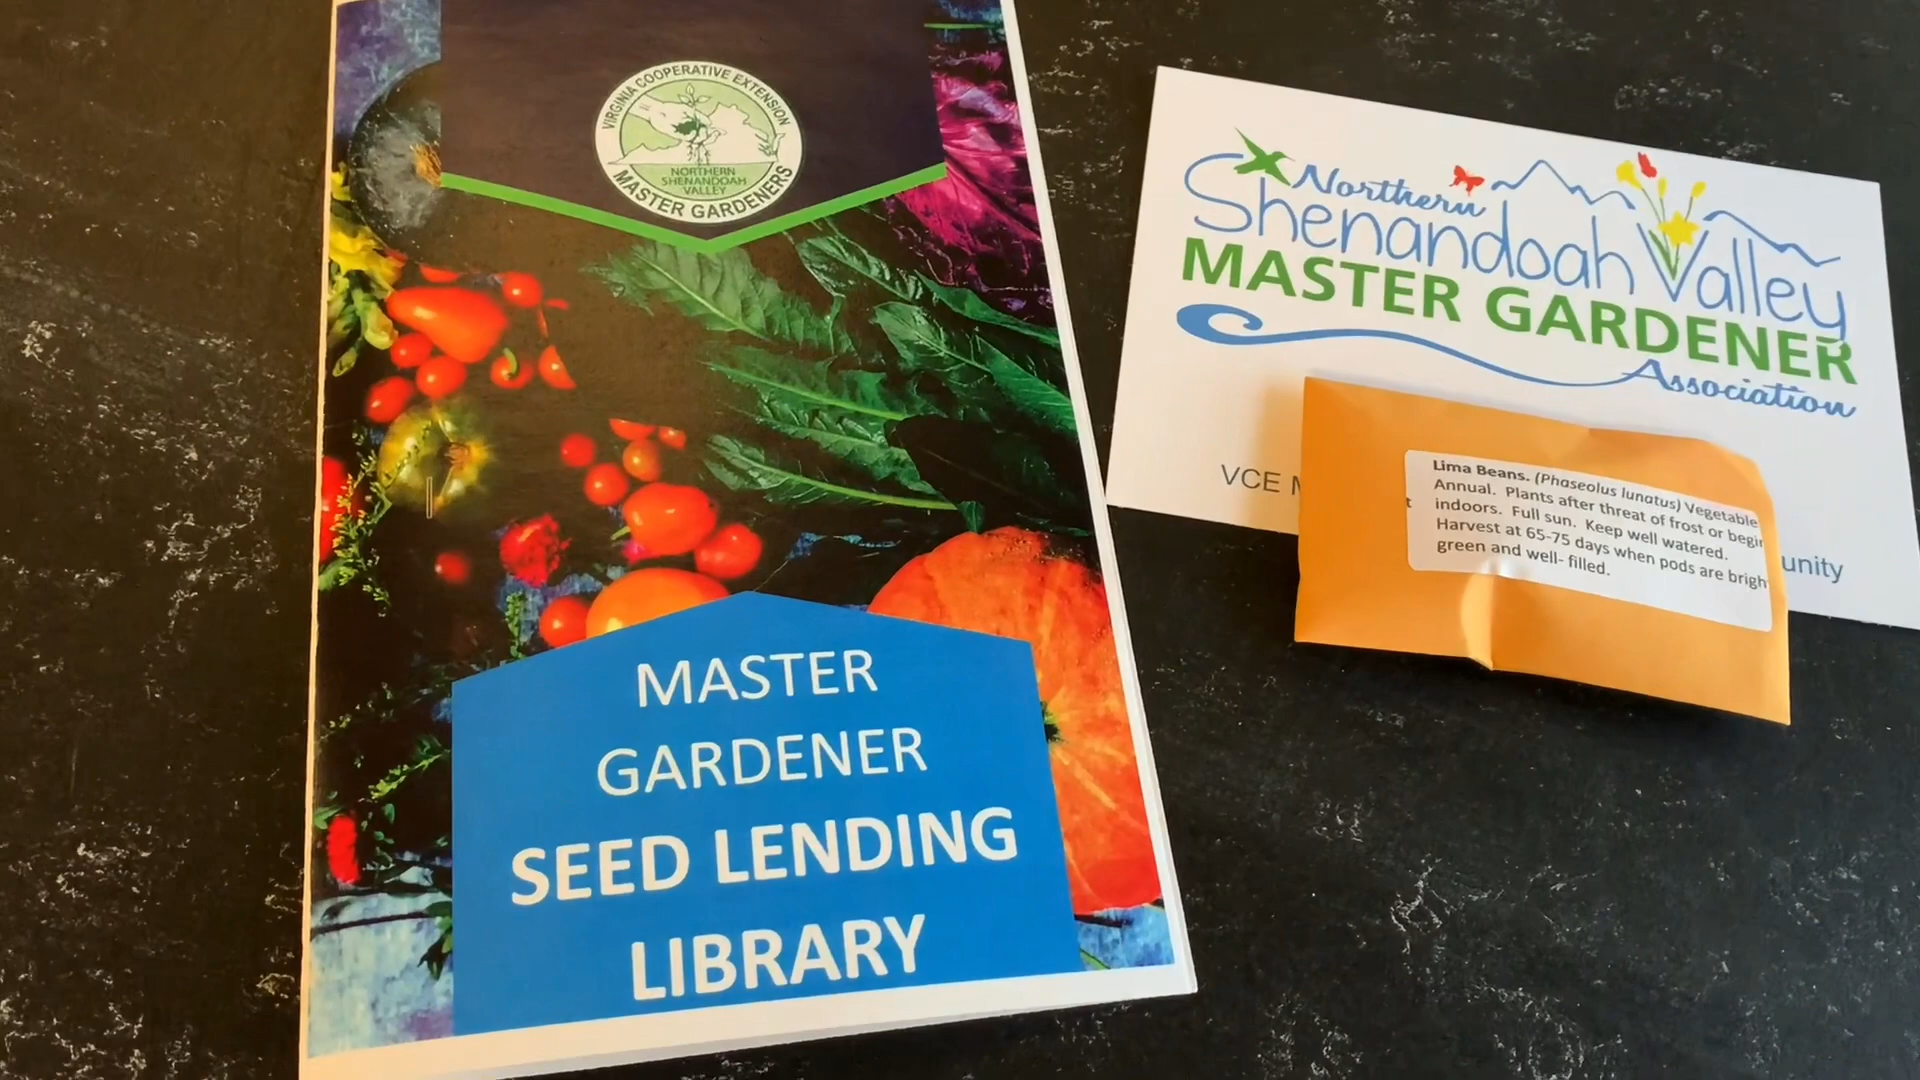 VIRGINIA COOPERATIVE EXTENSION
NORTHERN
SHENANDOAH
VALLEY
MASTER GARDENERS
MASTER
GARDENER
SEED LENDING
LIBRARY
Northern
Shenandoah Valley
MASTER GARDENER
Association
VCE
Lima Beans. (Phaseolus lunatus) Vegetable
Annual. Plants after threat of frost or begin
indoors. Full sun. Keep well watered.
Harvest at 65-75 days when pods are brigh
green and well- filled.